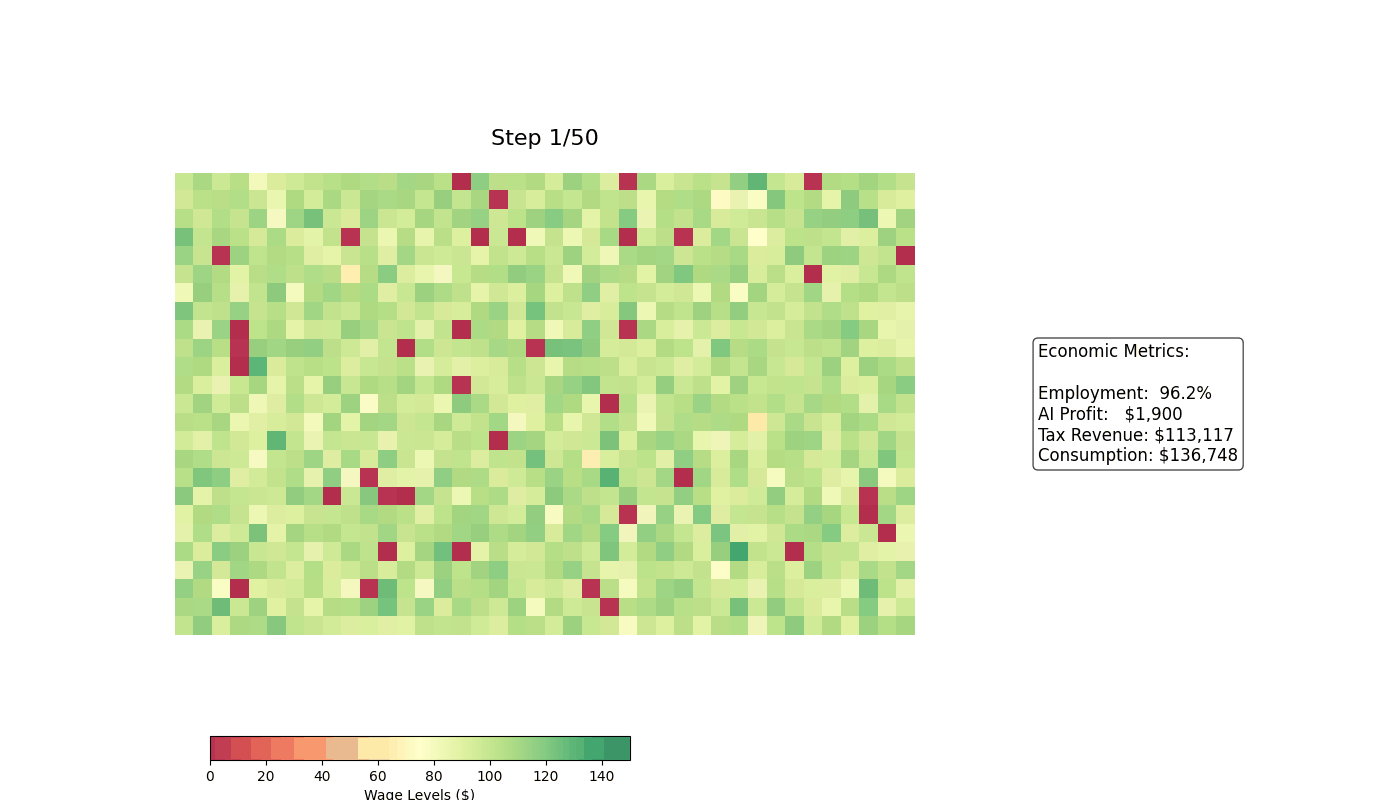 Step 1/50
Economic Metrics:
Employment:  96.2%
AI Profit:   $1,900
Tax Revenue: $113,117
Consumption: $136,748
0 20 40 60 80 100 120 140
Wage Levels ($)